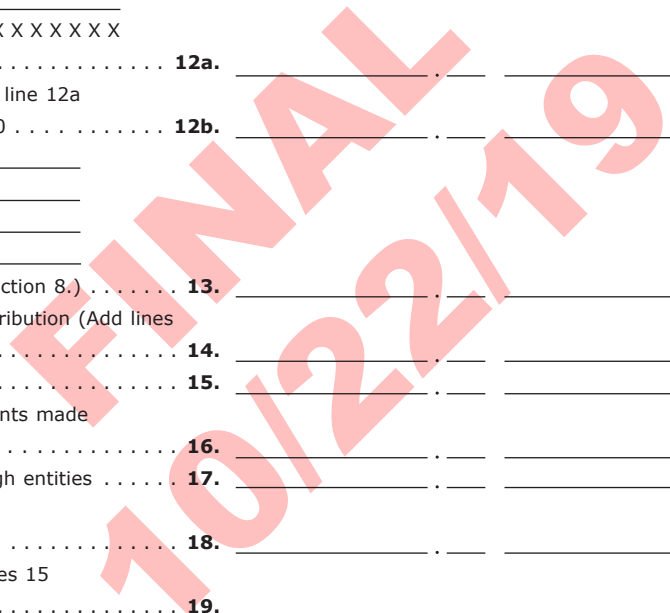 X X X X X X X
. . . . . . . . . . . . . 12a. . 
line 12a
0 . . . . . . . . . . . 12b. . 
ction 8.) . . . . . . . 13. . 
ribution (Add lines
. . . . . . . . . . . . . . 14. . 
. . . . . . . . . . . . . . 15. . 
nts made
. . . . . . . . . . . . . . 16. . 
gh entities . . . . . . 17. . 
. . . . . . . . . . . . . 18. . 
es 15
. . . . . . . . . . . . . . 19.
FINAL
10/22/19